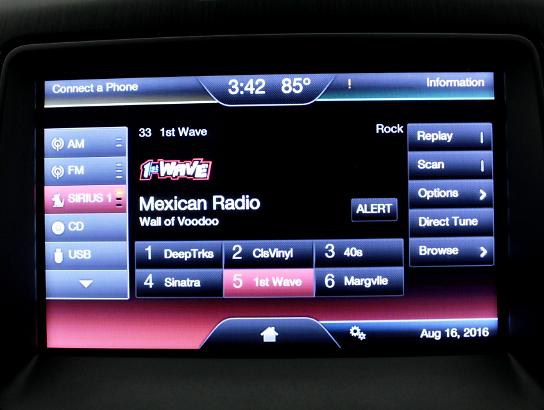 Connect a Phone
3:42 85°
!
Information
33 1st Wave
Rock
AM
FM
SIRIUS 1
CD
USB
1ST WAVE
Mexican Radio
Wall of Voodoo
ALERT
1 DeepTrks
2 ClsVinyl
3 40s
4 Sinatra
5 1st Wave
6 Margvlle
Replay
Scan
Options
Direct Tune
Browse
Aug 16, 2016